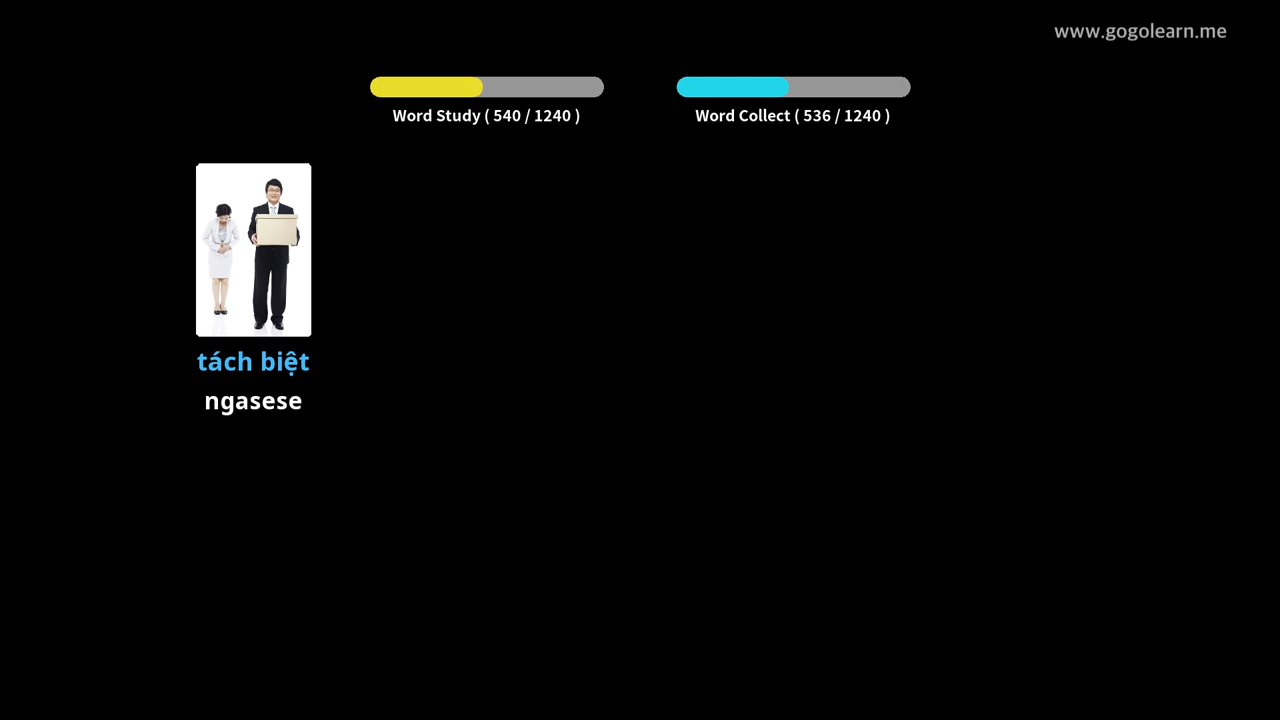 www.gogolearn.me
Word Study ( 540 / 1240 )
Word Collect ( 536 / 1240 )
tách biệt
ngasese